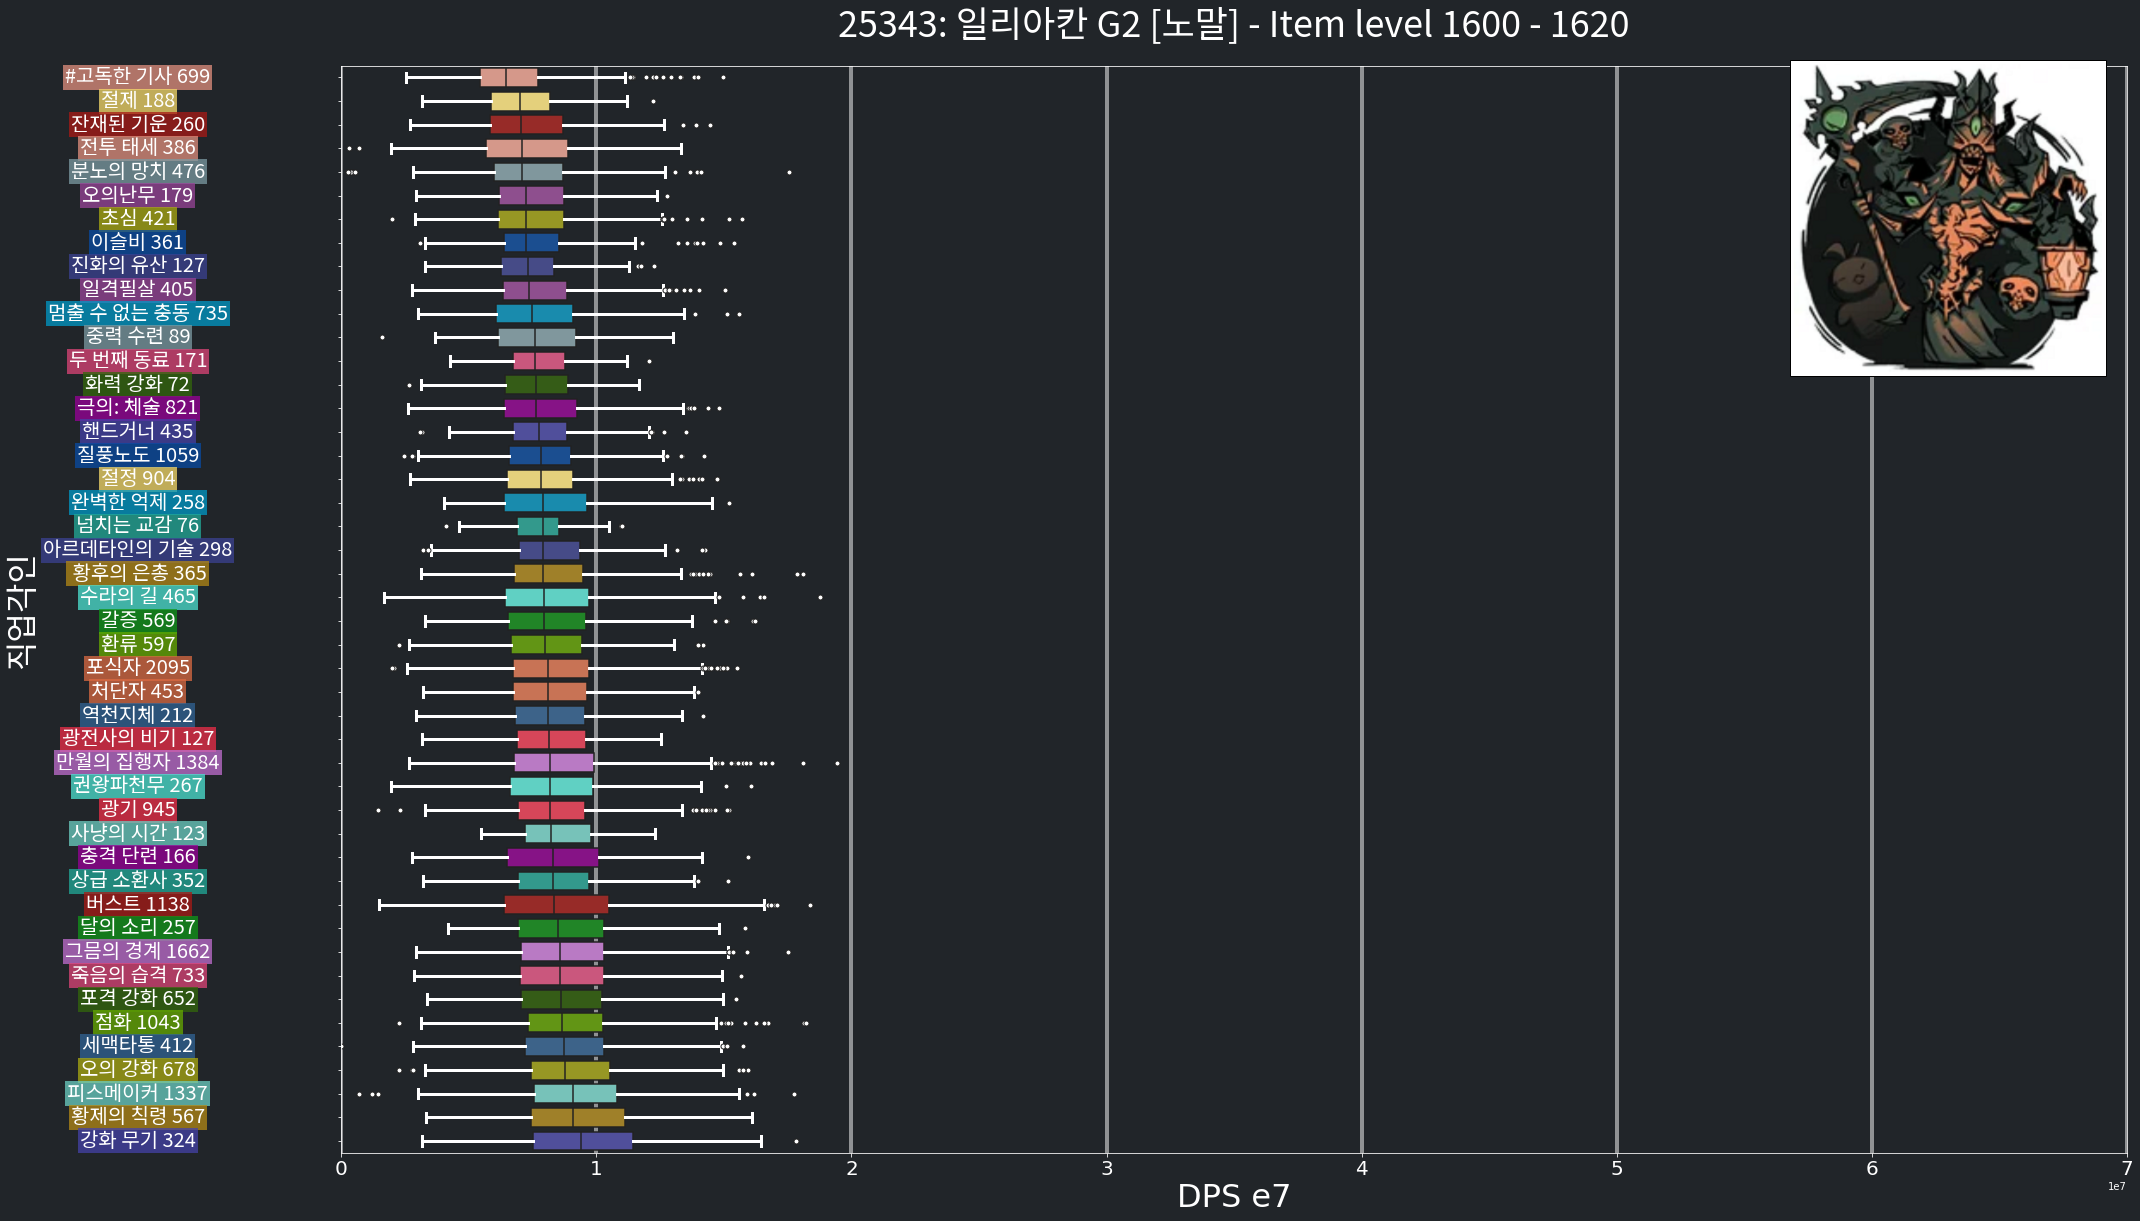 25343: 일리아칸 G2 [노말] - Item level 1600 - 1620
#고독한 기사 699
절제 188
잔재된 기운 260
전투 태세 386
분노의 망치 476
오의난무 179
초심 421
이슬비 361
진화의 유산 127
일격필살 405
멈출 수 없는 충동 735
중력 수련 89
두 번째 동료 171
화력 강화 72
극의: 체술 821
핸드거너 435
질풍노도 1059
절정 904
완벽한 억제 258
넘치는 교감 76
아르데타인의 기술 298
황후의 은총 365
수라의 길 465
갈증 569
환류 597
포식자 2095
처단자 453
역천지체 212
광전사의 비기 127
만월의 집행자 1384
권왕파천무 267
광기 945
사냥의 시간 123
충격 단련 166
상급 소환사 352
버스트 1138
달의 소리 257
그믐의 경계 1662
죽음의 습격 733
포격 강화 652
점화 1043
세맥타통 412
오의 강화 678
피스메이커 1337
황제의 칙령 567
강화 무기 324
직업각인
0 1 2 3 4 5 6 7
DPS e7
1e7